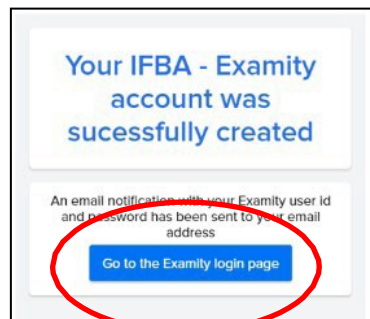 Your IFBA - Examity
account was
sucessfully created
An email notification with your Examity user id
and password has been sent to your email
address
Go to the Examity login page